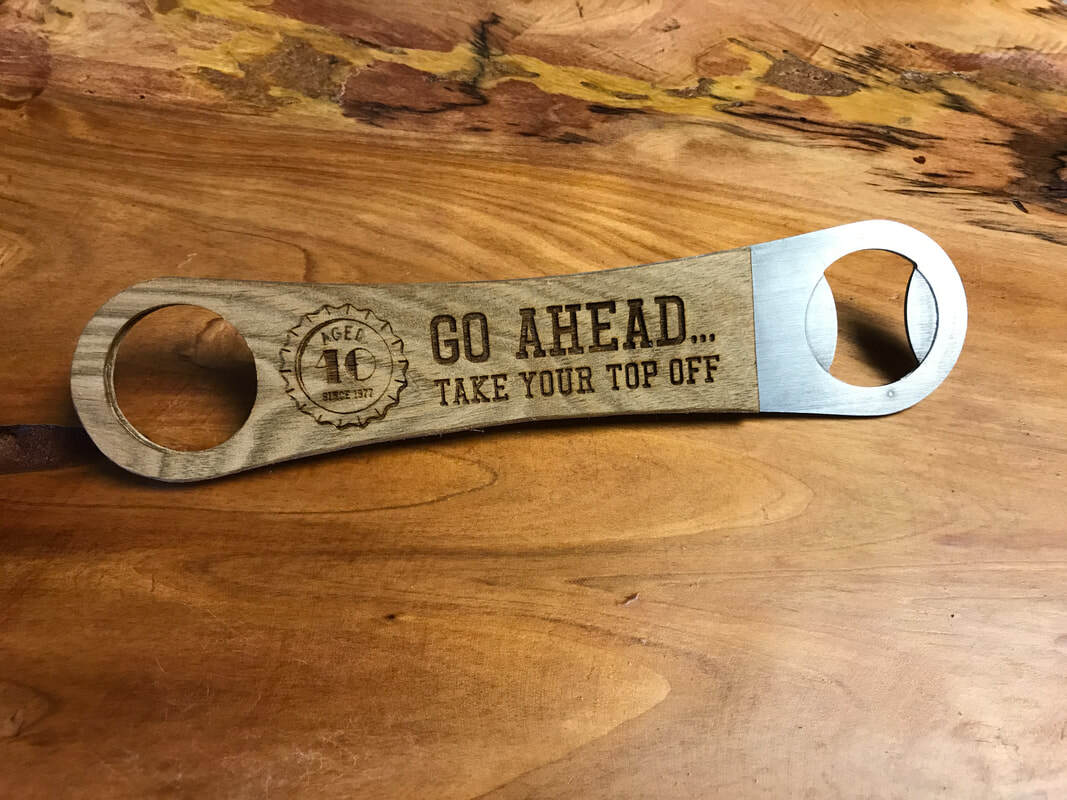 AGED
40
SINCE 1977
GO AHEAD...
TAKE YOUR TOP OFF